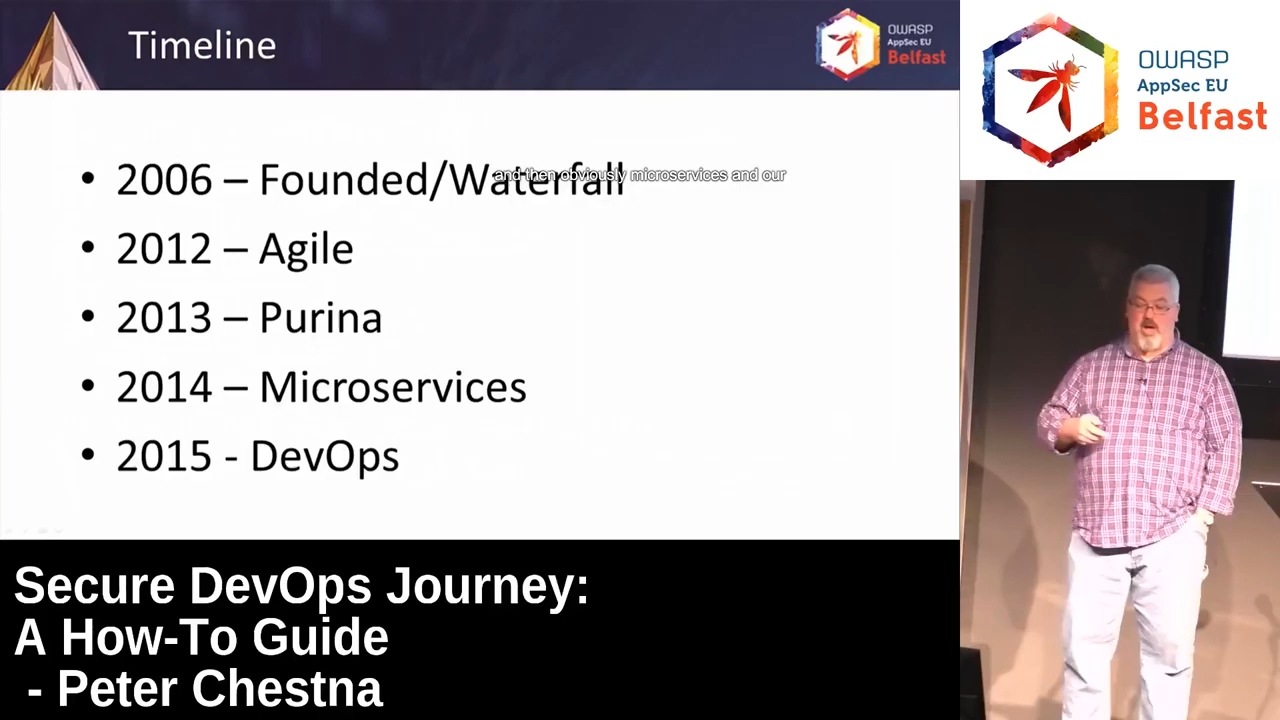 Timeline
OWASP
AppSec EU
Belfast
OWASP
AppSec EU
Belfast
• 2006 – Founded/Waterfall
and then obviously microservices and our
• 2012 – Agile
• 2013 – Purina
• 2014 – Microservices
• 2015 - DevOps
Secure DevOps Journey:
A How-To Guide
- Peter Chestna